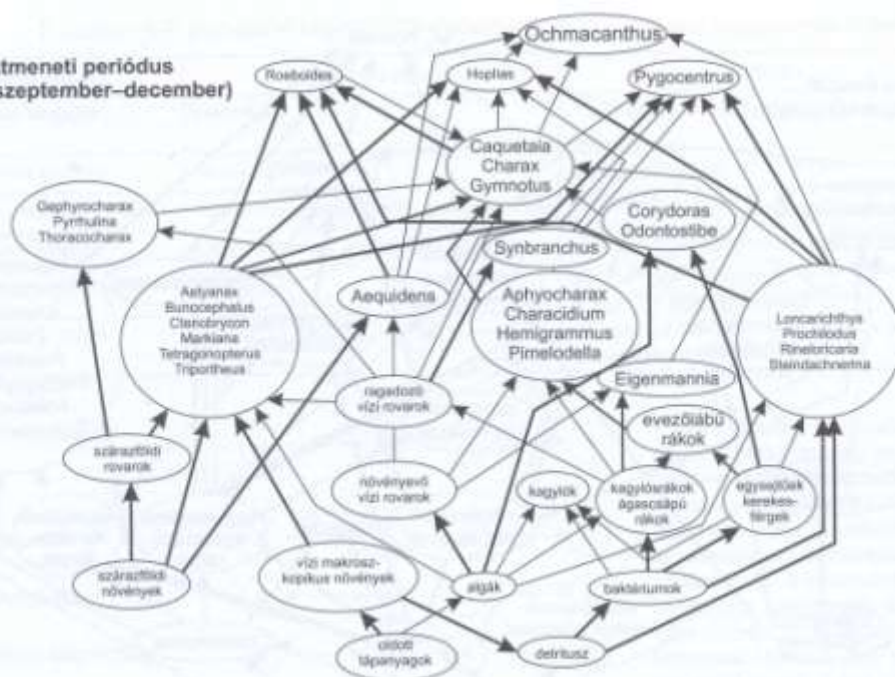 átmeneti periódus
szeptember–december)
Ochmacanthus
Roeboides
Hoplias
Pygocentrus
Caquetaia
Charax
Gymnotus
Gephyrocharax
Pyrrhulina
Thoracocharax
Corydoras
Odontostibe
Synbranchus
Astyanax
Bunocephalus
Ctenobrycon
Markiana
Tetragonopterus
Triportheus
Aequidens
Aphyocharax
Characidium
Hemigrammus
Pimelodella
Loricarichthys
Prochilodus
Rineloricaria
Steindachnerina
Eigenmannia
ragadozó
vízi rovarok
evezőlábú
rákok
szárazföldi
rovarok
növényevő
vízi rovarok
kagylók
kagylósrákok
ágascsápú
rákok
egysejtűek
kerekes-
férgek
szárazföldi
növények
vízi makrosz-
kopikus növények
algák
baktériumok
oldott
tápanyagok
detritusz